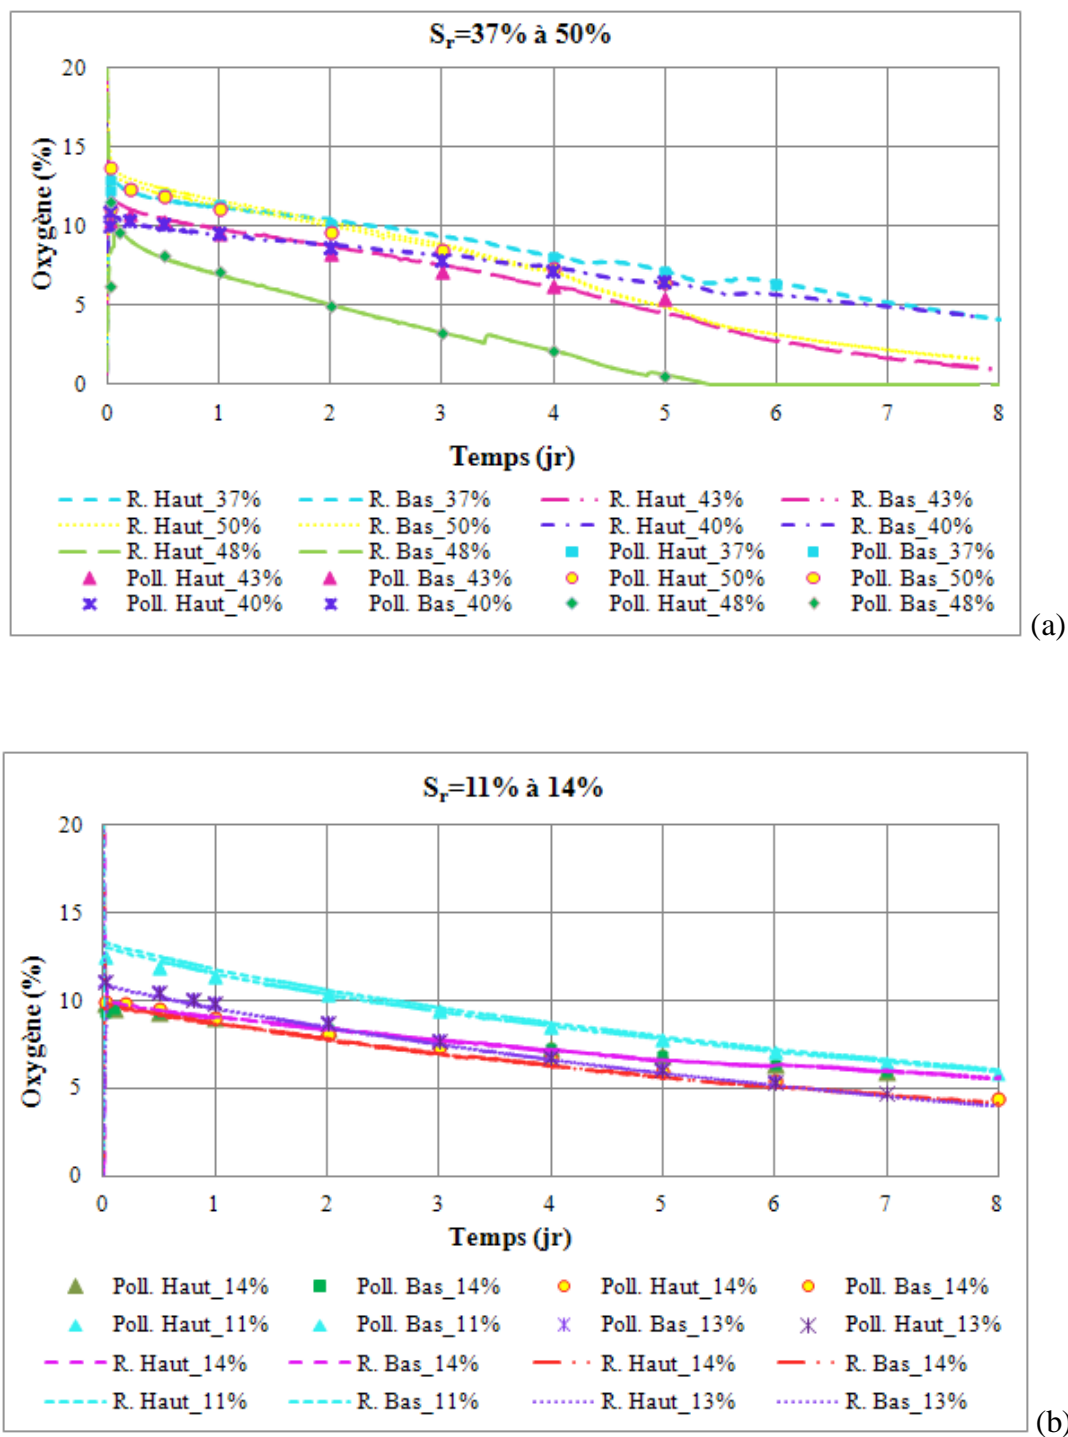 S_r=37% à 50%
20
15
10
5
0
Oxygène (%)
0 1 2 3 4 5 6 7 8
Temps (jr)
R. Haut_37% R. Bas_37% R. Haut_43% R. Bas_43%
R. Haut_50% R. Bas_50% R. Haut_40% R. Bas_40%
R. Haut_48% R. Bas_48% Poll. Haut_37% Poll. Bas_37%
Poll. Haut_43% Poll. Bas_43% Poll. Haut_50% Poll. Bas_50%
Poll. Haut_40% Poll. Bas_40% Poll. Haut_48% Poll. Bas_48%
(a)
S_r=11% à 14%
20
15
10
5
0
Oxygène (%)
0 1 2 3 4 5 6 7 8
Temps (jr)
Poll. Haut_14% Poll. Bas_14% Poll. Haut_14% Poll. Bas_14%
Poll. Haut_11% Poll. Bas_11% Poll. Bas_13% Poll. Haut_13%
R. Haut_14% R. Bas_14% R. Haut_14% R. Bas_14%
R. Haut_11% R. Bas_11% R. Haut_13% R. Bas_13%
(b)